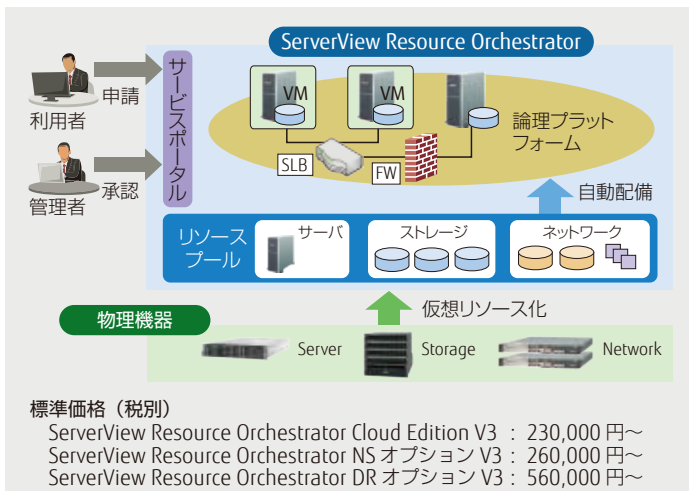 ServerView Resource Orchestrator
サービスポータル
申請
利用者
承認
管理者
VM
VM
論理プラット
フォーム
SLB
FW
自動配備
リソース
プール
サーバ
ストレージ
ネットワーク
仮想リソース化
物理機器
Server
Storage
Network
標準価格（税別）
ServerView Resource Orchestrator Cloud Edition V3 : 230,000 円～
ServerView Resource Orchestrator NS オプション V3 : 260,000 円～
ServerView Resource Orchestrator DR オプション V3 : 560,000 円～